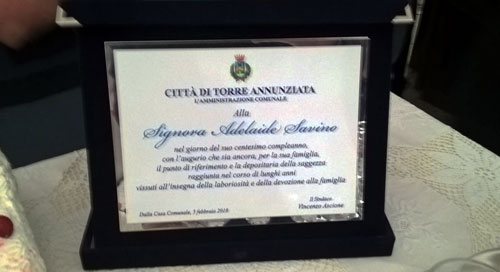 CITTÀ DI TORRE ANNUNZIATA
L'AMMINISTRAZIONE COMUNALE
Alla
Signora Adelaide Savino
nel giorno del suo centesimo compleanno,
con l'augurio che sia ancora, per la sua famiglia,
il punto di riferimento e la depositaria della saggezza
raggiunta nel corso di lunghi anni
vissuti all'insegna della laboriosità e della devozione alla famiglia
Dalla Casa Comunale, 5 febbraio 2018
Il Sindaco
Vincenzo Ascione